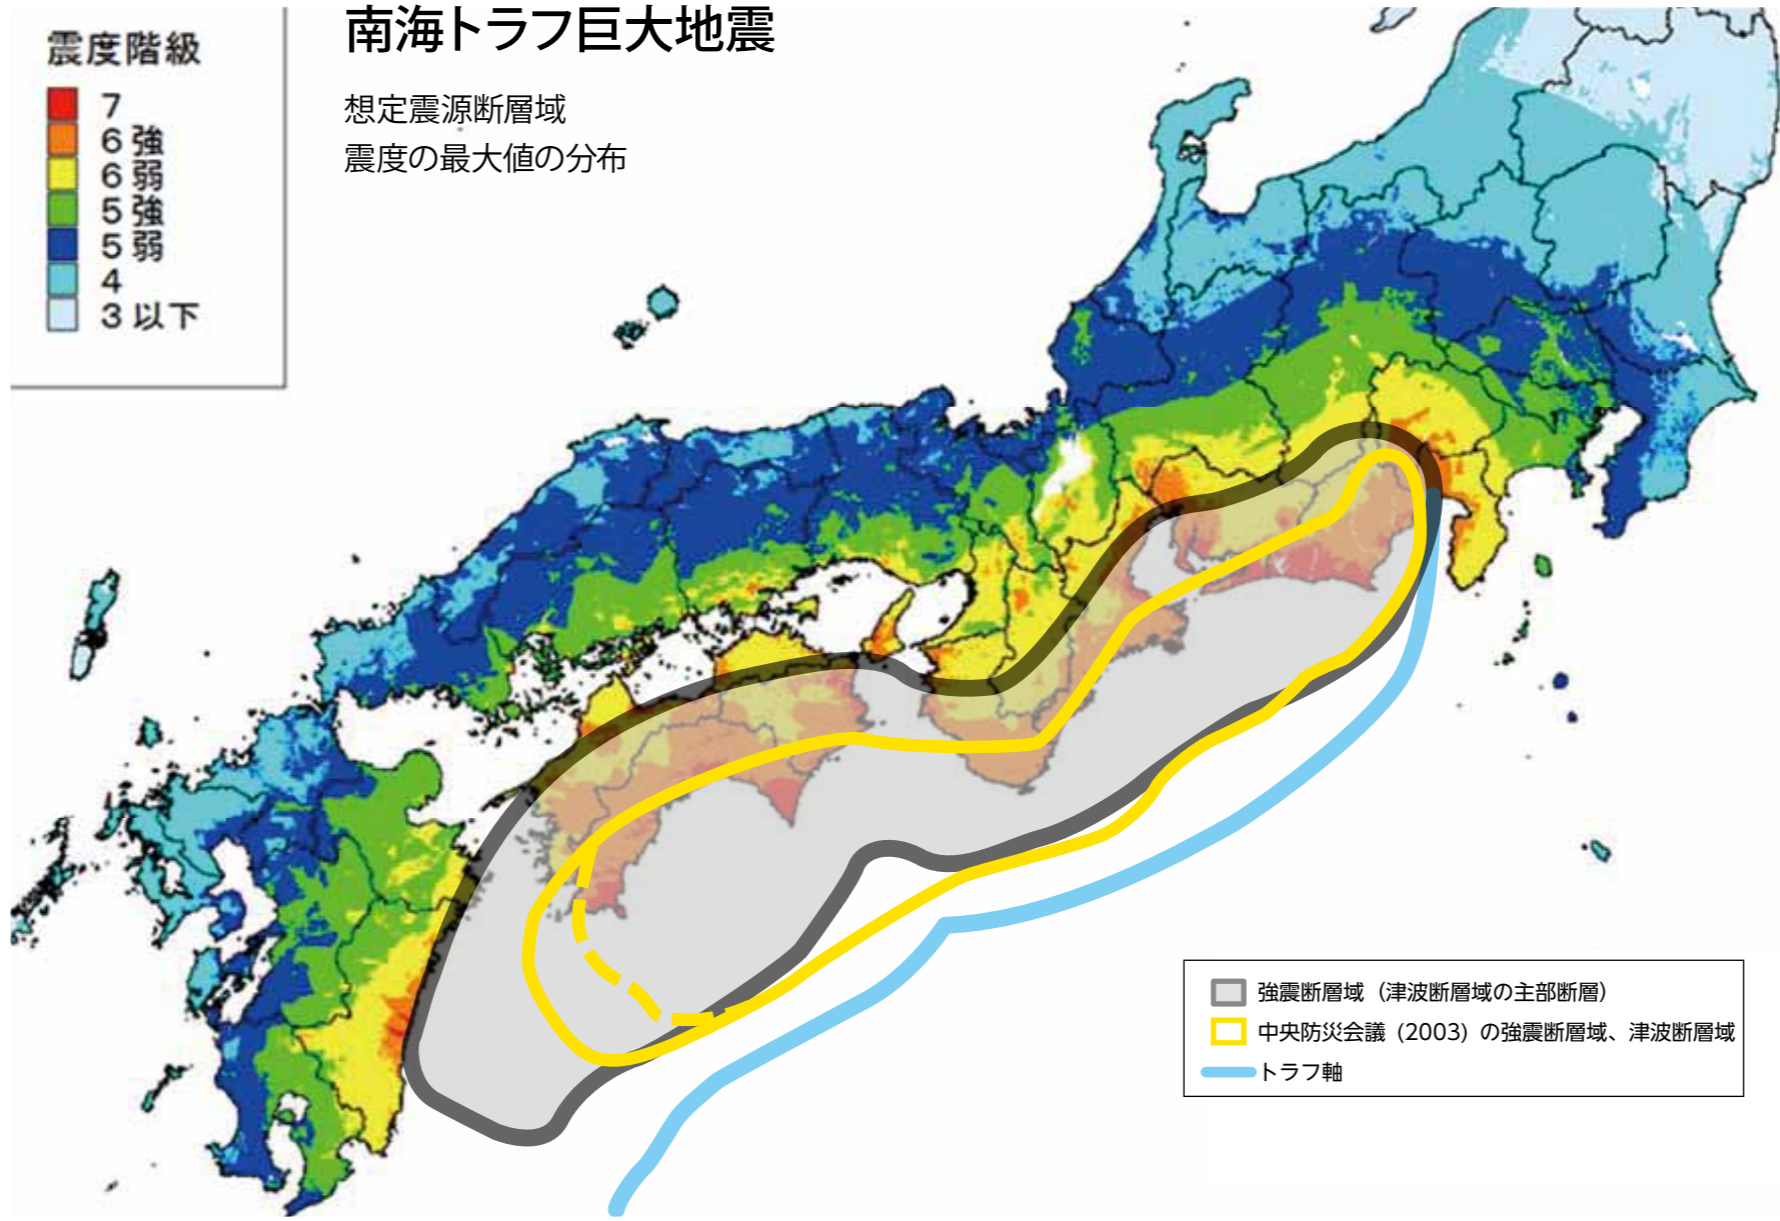 南海トラフ巨大地震
想定震源断層域
震度の最大値の分布
震度階級
7
6強
6弱
5強
5弱
4
3以下
強震断層域（津波断層域の主部断層）
中央防災会議（2003）の強震断層域、津波断層域
トラフ軸